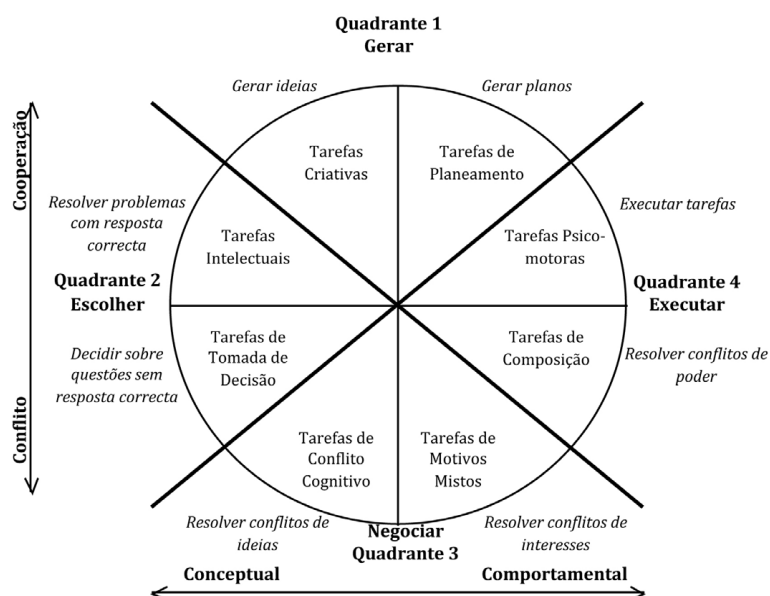 Quadrante 1
Gerar
Gerar ideias
Gerar planos
Cooperação
Tarefas
Criativas
Tarefas de
Planeamento
Resolver problemas
com resposta
correcta
Executar tarefas
Tarefas
Intelectuais
Tarefas Psico-
motoras
Quadrante 2
Escolher
Quadrante 4
Executar
Decidir sobre
questões sem
resposta correcta
Tarefas de
Tomada de
Decisão
Tarefas de
Composição
Resolver conflitos de
poder
Conflito
Tarefas de
Conflito
Cognitivo
Tarefas de
Motivos
Mistos
Resolver conflitos de
ideias
Negociar
Quadrante 3
Resolver conflitos de
interesses
Conceptual
Comportamental